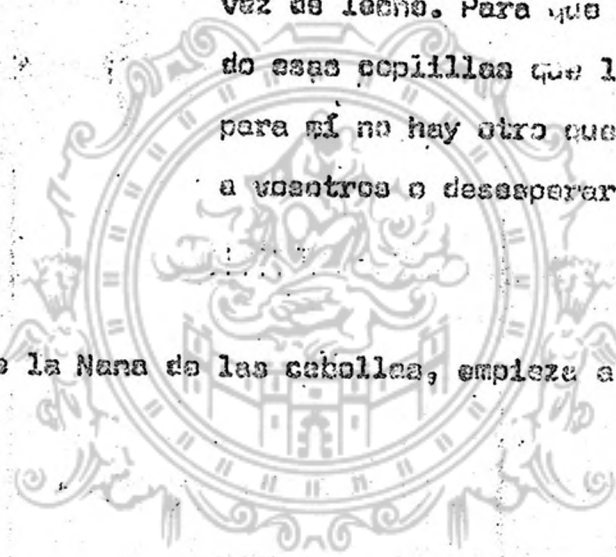 vez de leche. Para que
do esas coplillas que l
para mí no hay otro que
a vosotros o desesperar
e la Nana de las cebollas, empieza a